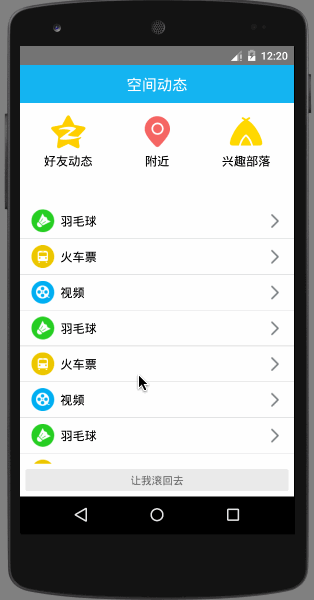 12:20
空间动态
好友动态 附近 兴趣部落
羽毛球
火车票
视频
羽毛球
火车票
视频
羽毛球
让我滚回去